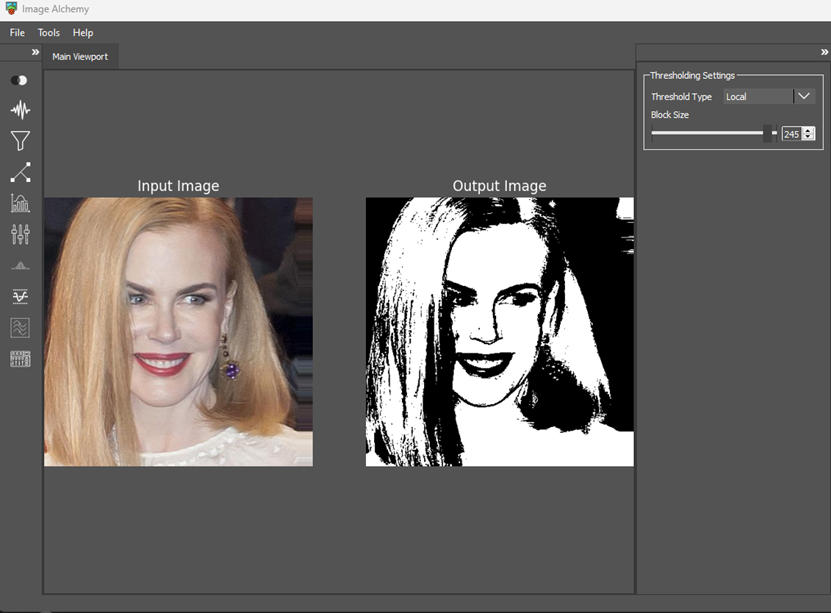 Image Alchemy
File Tools Help
Main Viewport
Thresholding Settings
Threshold Type Local
Block Size
245
Input Image
Output Image